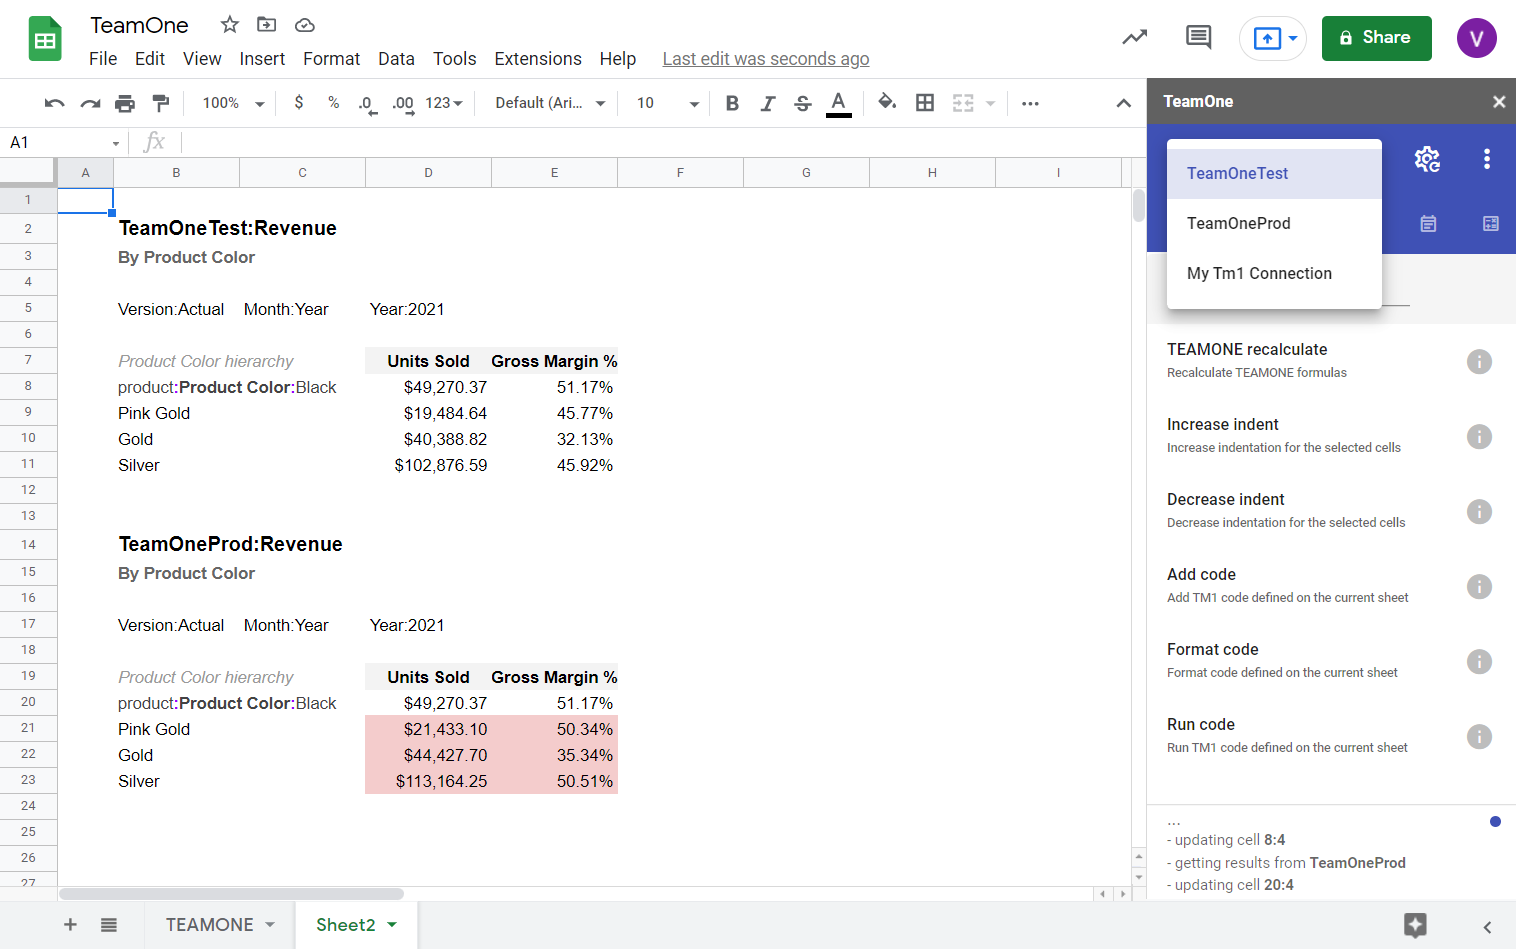 TeamOne
File Edit View Insert Format Data Tools Extensions Help Last edit was seconds ago
Share
V
100% $ % .0 .00 123 Default (Ari... 10 B I S A ...
A1 fx
A B C D E F G H I
1
2 TeamOneTest:Revenue
3 By Product Color
4
5 Version:Actual Month:Year Year:2021
6
7 Product Color hierarchy Units Sold Gross Margin %
8 product:Product Color:Black $49,270.37 51.17%
9 Pink Gold $19,484.64 45.77%
10 Gold $40,388.82 32.13%
11 Silver $102,876.59 45.92%
12
13
14 TeamOneProd:Revenue
15 By Product Color
16
17 Version:Actual Month:Year Year:2021
18
19 Product Color hierarchy Units Sold Gross Margin %
20 product:Product Color:Black $49,270.37 51.17%
21 Pink Gold $21,433.10 50.34%
22 Gold $44,427.70 35.34%
23 Silver $113,164.25 50.51%
24
25
26
27
TEAMONE Sheet2
TeamOne
TeamOneTest
TeamOneProd
My Tm1 Connection
TEAMONE recalculate
Recalculate TEAMONE formulas
Increase indent
Increase indentation for the selected cells
Decrease indent
Decrease indentation for the selected cells
Add code
Add TM1 code defined on the current sheet
Format code
Format code defined on the current sheet
Run code
Run TM1 code defined on the current sheet
...
- updating cell 8:4
- getting results from TeamOneProd
- updating cell 20:4